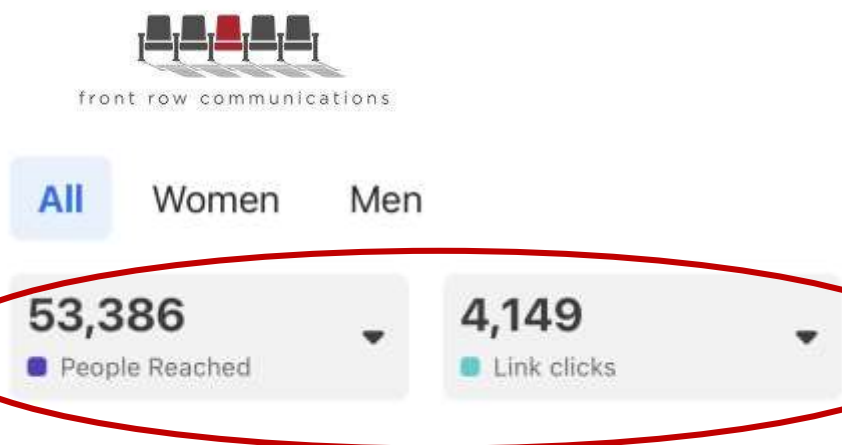 front row communications
All Women Men
53,386 4,149
People Reached Link clicks